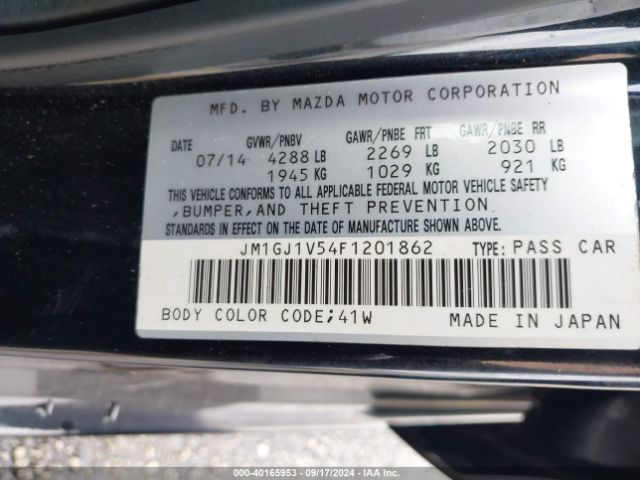 MFD. BY MAZDA MOTOR CORPORATION
DATE GVWR/PNBV GAWR/PNBE FRT GAWR/PNBE RR
07/14 4288 LB 2269 LB 2030 LB
1945 KG 1029 KG 921 KG
THIS VEHICLE CONFORMS TO ALL APPLICABLE FEDERAL MOTOR VEHICLE SAFETY
,BUMPER,AND THEFT PREVENTION.
STANDARDS IN EFFECT ON THE DATE OF MANUFACTURE SHOWN ABOVE.
JM1GJ1V54F1201862 TYPE: PASS CAR
BODY COLOR CODE;41W MADE IN JAPAN
000-40165953 - 09/17/2024 - IAA Inc.